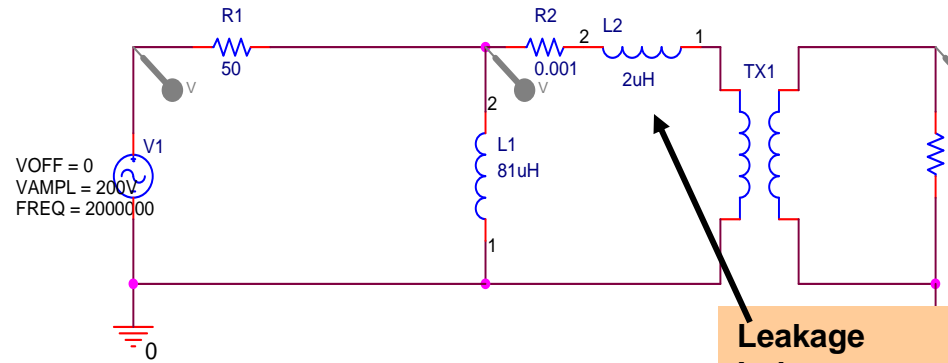 R1
50
R2
0.001
L2
2
1
2uH
TX1
V
V
V1
VOFF = 0
VAMPL = 200V
FREQ = 2000000
2
L1
81uH
1
0
Leakage